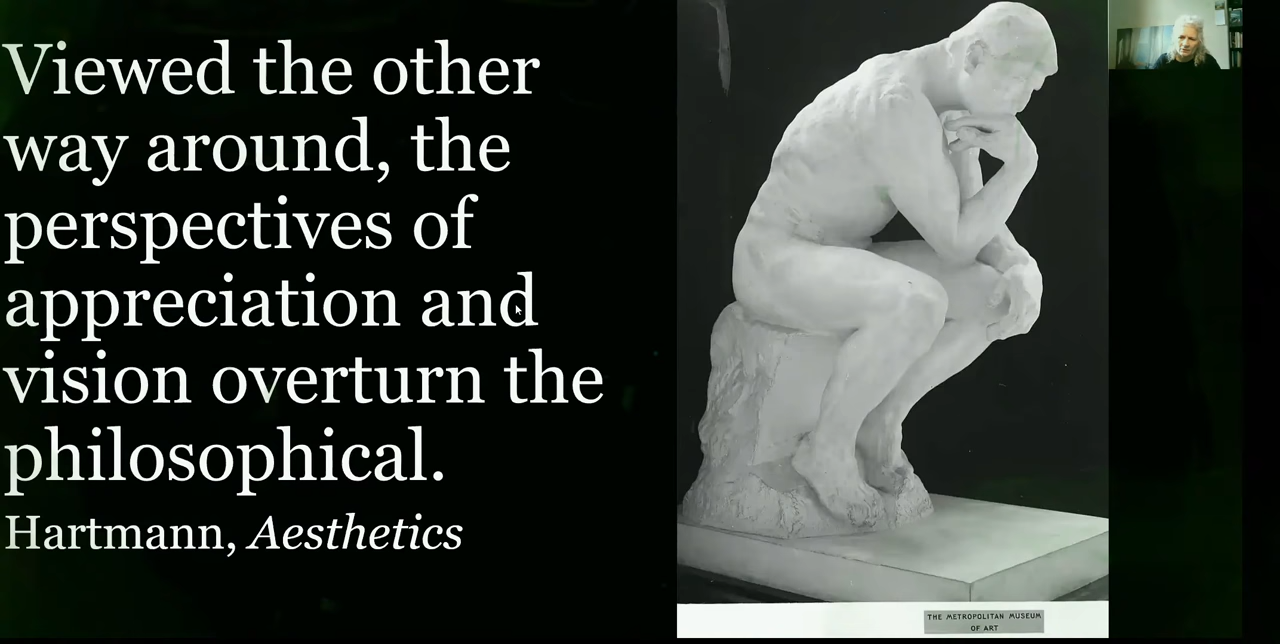 Viewed the other
way around, the
perspectives of
appreciation and
vision overturn the
philosophical.
Hartmann, Aesthetics
THE METROPOLITAN MUSEUM
OF ART